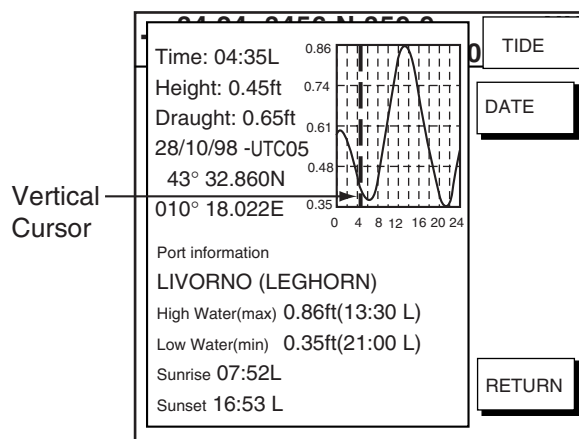 TIDE
DATE
RETURN
Vertical
Cursor
Time: 04:35L
Height: 0.45ft
Draught: 0.65ft
28/10/98 -UTC05
43° 32.860N
010° 18.022E
0.86
0.74
0.61
0.48
0.35
0 4 8 12 16 20 24
Port information
LIVORNO (LEGHORN)
High Water(max) 0.86ft(13:30 L)
Low Water(min) 0.35ft(21:00 L)
Sunrise 07:52L
Sunset 16:53 L